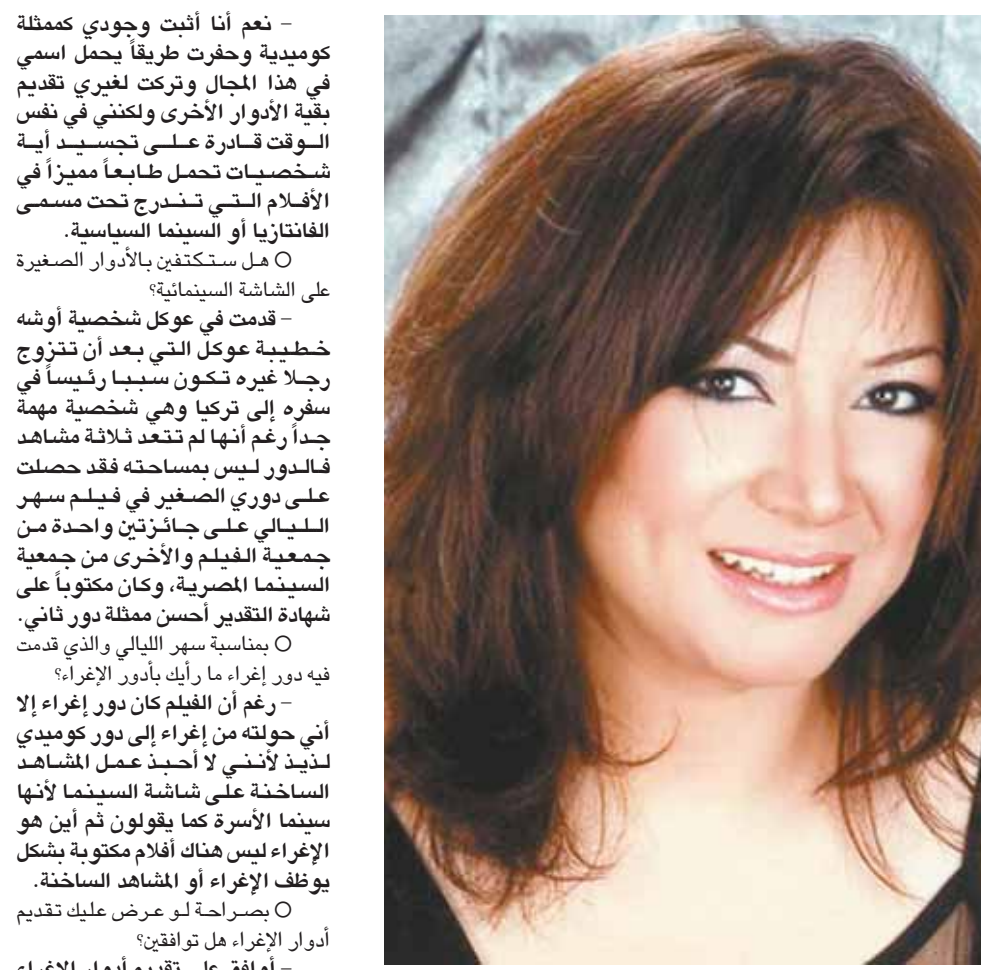 – نعم أنا أثبت وجودي كممثلة
كوميدية وحفرت طريقاً يحمل اسمي
في هذا المجال وتركت لغيري تقديم
بقية الأدوار الأخرى ولكنني في نفس
الوقت قادرة على تجسيد أية
شخصيات تحمل طابعاً مميزاً في
الأفلام التي تندرج تحت مسمى
الفانتازيا أو السينما السياسية.
○ هل ستكتفين بالأدوار الصغيرة
على الشاشة السينمائية؟
– قدمت في عوكل شخصية أوشه
خطيبة عوكل التي بعد أن تتزوج
رجلا غيره تكون سببا رئيساً في
سفره إلى تركيا وهي شخصية مهمة
جداً رغم أنها لم تتعد ثلاثة مشاهد
فالدور ليس بمساحته فقد حصلت
على دوري الصغير في فيلم سهر
الليالي على جائزتين واحدة من
جمعية الفيلم والأخرى من جمعية
السينما المصرية، وكان مكتوباً على
شهادة التقدير أحسن ممثلة دور ثاني.
○ بمناسبة سهر الليالي والذي قدمت
فيه دور إغراء ما رأيك بأدور الإغراء؟
– رغم أن الفيلم كان دور إغراء إلا
أني حولته من إغراء إلى دور كوميدي
لذيذ لأنني لا أحبذ عمل المشاهد
الساخنة على شاشة السينما لأنها
سينما الأسرة كما يقولون ثم أين هو
الإغراء ليس هناك أفلام مكتوبة بشكل
يوظف الإغراء أو المشاهد الساخنة.
○ بصراحة لو عرض عليك تقديم
أدوار الإغراء هل توافقين؟
– أوافق على تقديم أدوار الإغراء